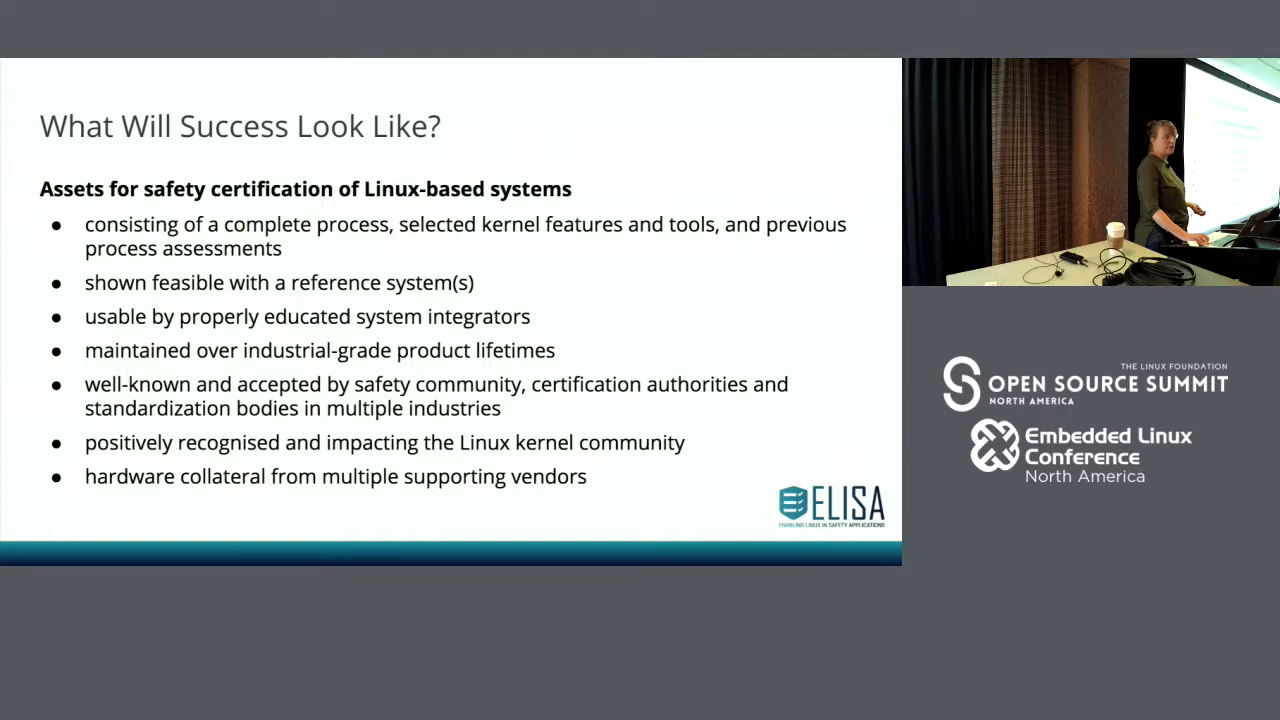 What Will Success Look Like?
Assets for safety certification of Linux-based systems
● consisting of a complete process, selected kernel features and tools, and previous
process assessments
● shown feasible with a reference system(s)
● usable by properly educated system integrators
● maintained over industrial-grade product lifetimes
● well-known and accepted by safety community, certification authorities and
standardization bodies in multiple industries
● positively recognised and impacting the Linux kernel community
● hardware collateral from multiple supporting vendors
ELISA
ENABLING LINUX IN SAFETY APPLICATIONS
THE LINUX FOUNDATION
OPEN SOURCE SUMMIT
NORTH AMERICA
Embedded Linux
Conference
North America